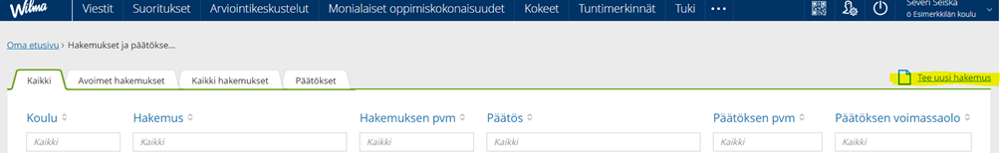 Wilma Viestit Suoritukset Arviointikeskustelut Monialaiset oppimiskokonaisuudet Kokeet Tuntimerkinnät Tuki Severi Seiska
ö Esimerkkilän koulu
Oma etusivu › Hakemukset ja päätökse...
Kaikki Avoimet hakemukset Kaikki hakemukset Päätökset Tee uusi hakemus
Koulu Hakemus Hakemuksen pvm Päätös Päätöksen pvm Päätöksen voimassaolo
Kaikki Kaikki Kaikki Kaikki Kaikki Kaikki